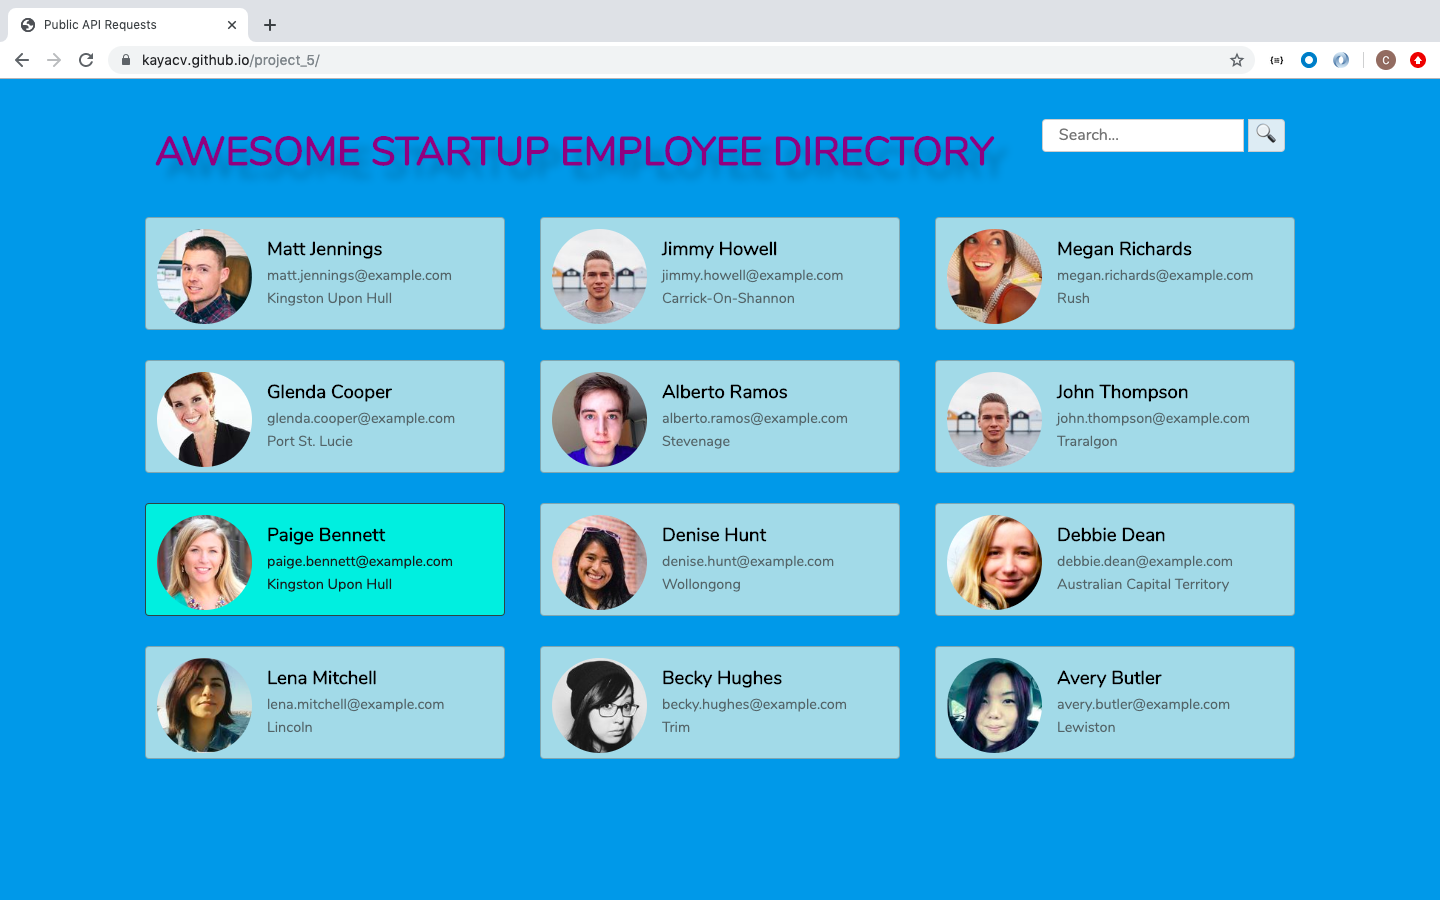 Public API Requests
kayacv.github.io/project_5/
C
AWESOME STARTUP EMPLOYEE DIRECTORY
Search...
Matt Jennings
matt.jennings@example.com
Kingston Upon Hull
Jimmy Howell
jimmy.howell@example.com
Carrick-On-Shannon
Megan Richards
megan.richards@example.com
Rush
Glenda Cooper
glenda.cooper@example.com
Port St. Lucie
Alberto Ramos
alberto.ramos@example.com
Stevenage
John Thompson
john.thompson@example.com
Traralgon
Paige Bennett
paige.bennett@example.com
Kingston Upon Hull
Denise Hunt
denise.hunt@example.com
Wollongong
Debbie Dean
debbie.dean@example.com
Australian Capital Territory
Lena Mitchell
lena.mitchell@example.com
Lincoln
Becky Hughes
becky.hughes@example.com
Trim
Avery Butler
avery.butler@example.com
Lewiston